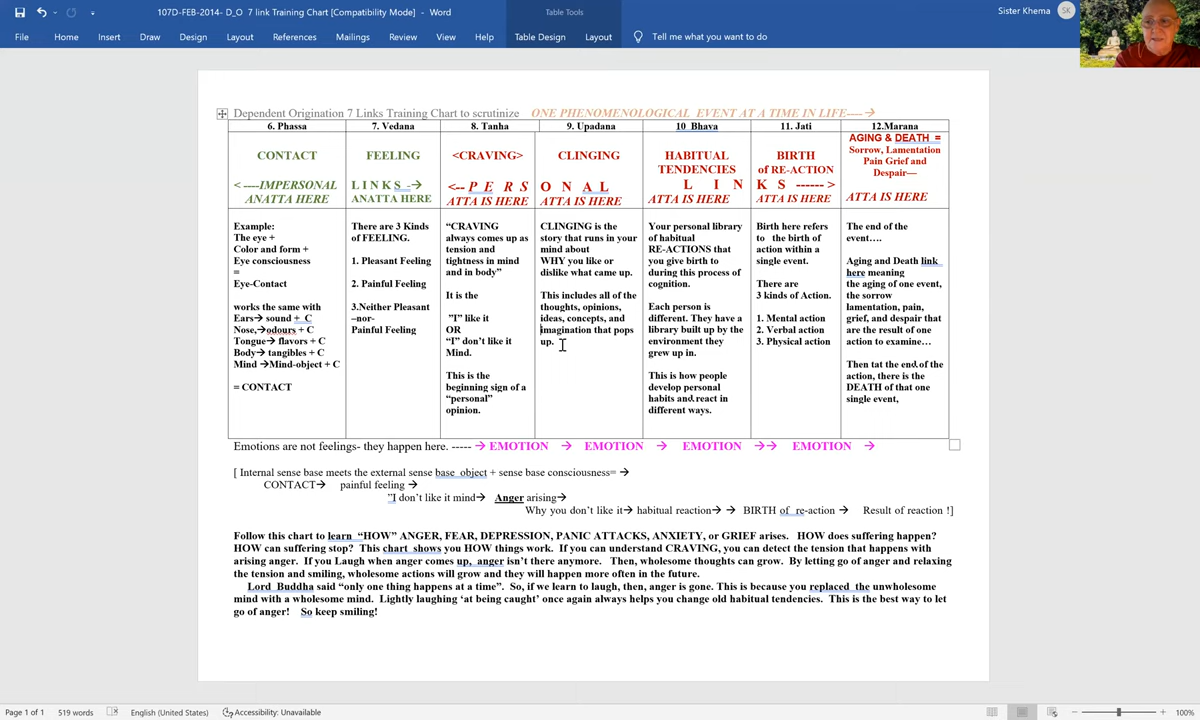 107D-FEB-2014- D_O 7 link Training Chart [Compatibility Mode] - Word
Table Tools
Sister Khema
SK
File Home Insert Draw Design Layout References Mailings Review View Help Table Design Layout Tell me what you want to do
Dependent Origination 7 Links Training Chart to scrutinize ONE PHENOMENOLOGICAL EVENT AT A TIME IN LIFE----→
6. Phassa
CONTACT
< ----IMPERSONAL
ANATTA HERE
7. Vedana
FEELING
L I N K S -→
ANATTA HERE
8. Tanha
<CRAVING>
<-- P E R S
ATTA IS HERE
9. Upadana
CLINGING
O N A L
ATTA IS HERE
10 Bhava
HABITUAL
TENDENCIES
L I N
ATTA IS HERE
11. Jati
BIRTH
of RE-ACTION
K S ------ >
ATTA IS HERE
12.Marana
AGING & DEATH =
Sorrow, Lamentation
Pain Grief and
Despair—
ATTA IS HERE
Example:
The eye +
Color and form +
Eye consciousness
=
Eye-Contact
works the same with
Ears→ sound + C
Nose,→odours + C
Tongue→ flavors + C
Body→ tangibles + C
Mind →Mind-object + C
= CONTACT
There are 3 Kinds
of FEELING.
1. Pleasant Feeling
2. Painful Feeling
3.Neither Pleasant
–nor-
Painful Feeling
“CRAVING
always comes up as
tension and
tightness in mind
and in body”
It is the
”I” like it
OR
“I” don’t like it
Mind.
This is the
beginning sign of a
“personal”
opinion.
CLINGING is the
story that runs in your
mind about
WHY you like or
dislike what came up.
This includes all of the
thoughts, opinions,
ideas, concepts, and
imagination that pops
up.
Your personal library
of habitual
RE-ACTIONS that
you give birth to
during this process of
cognition.
Each person is
different. They have a
library built up by the
environment they
grew up in.
This is how people
develop personal
habits and react in
different ways.
Birth here refers
to the birth of
action within a
single event.
There are
3 kinds of Action.
1. Mental action
2. Verbal action
3. Physical action
The end of the
event….
Aging and Death link
here meaning
the aging of one event,
the sorrow
lamentation, pain,
grief, and despair that
are the result of one
action to examine…
Then tat the end of the
action, there is the
DEATH of that one
single event,
Emotions are not feelings- they happen here. ----- → EMOTION → EMOTION → EMOTION →→ EMOTION →
[ Internal sense base meets the external sense base object + sense base consciousness= →
CONTACT→ painful feeling →
”I don’t like it mind→ Anger arising→
Why you don’t like it→ habitual reaction→ → BIRTH of re-action → Result of reaction !]
Follow this chart to learn “HOW” ANGER, FEAR, DEPRESSION, PANIC ATTACKS, ANXIETY, or GRIEF arises. HOW does suffering happen?
HOW can suffering stop? This chart shows you HOW things work. If you can understand CRAVING, you can detect the tension that happens with
arising anger. If you Laugh when anger comes up, anger isn’t there anymore. Then, wholesome thoughts can grow. By letting go of anger and relaxing
the tension and smiling, wholesome actions will grow and they will happen more often in the future.
Lord Buddha said “only one thing happens at a time”. So, if we learn to laugh, then, anger is gone. This is because you replaced the unwholesome
mind with a wholesome mind. Lightly laughing ‘at being caught’ once again always helps you change old habitual tendencies. This is the best way to let
go of anger! So keep smiling!
Page 1 of 1 519 words English (United States) Accessibility: Unavailable 100%